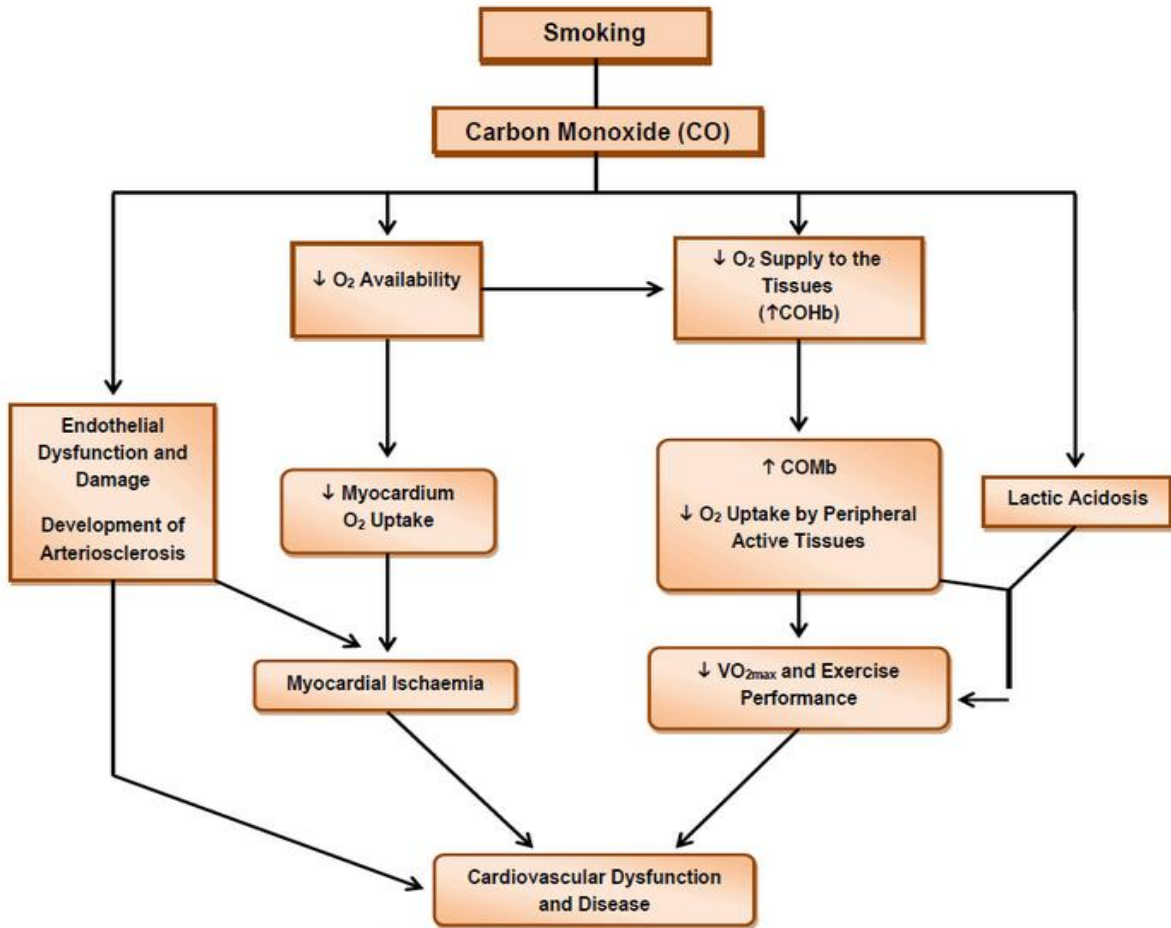 Smoking
Carbon Monoxide (CO)
↓ O₂ Availability
↓ O₂ Supply to the
Tissues
(↑COHb)
Endothelial
Dysfunction and
Damage
Development of
Arteriosclerosis
↓ Myocardium
O₂ Uptake
↑ COMb
↓ O₂ Uptake by Peripheral
Active Tissues
Lactic Acidosis
Myocardial Ischaemia
↓ VO₂max and Exercise
Performance
Cardiovascular Dysfunction
and Disease